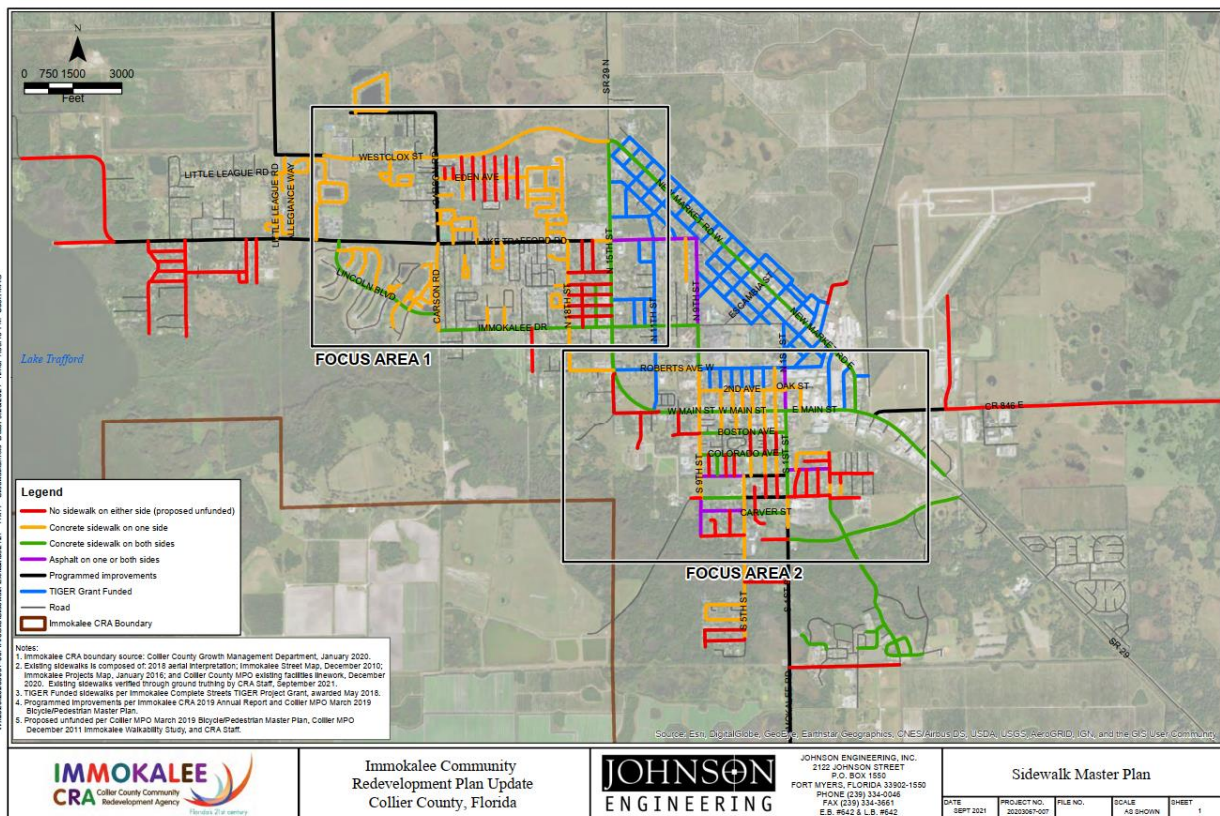 N
0 750 1500 3000
Feet
SR 29 N
WESTCLOX ST
LITTLE LEAGUE RD
LITTLE LEAGUE RD
ALLEGIANCE WAY
CARSON RD
EDEN AVE
NEW MARKET RD W
LAKE TRAFFORD RD
N 15TH ST
LINCOLN BLVD
CARSON RD
N 18TH ST
N 11TH ST
N 9TH ST
ESCAMBIA ST
IMMOKALEE DR
NEW MARKET RD E
N 1ST ST
FOCUS AREA 1
Lake Trafford
ROBERTS AVE W
2ND AVE
OAK ST
W MAIN ST
W MAIN ST
E MAIN ST
CR 846 E
BOSTON AVE
COLORADO AVE
S 9TH ST
S 1ST ST
CARVER ST
FOCUS AREA 2
S 5TH ST
S 1ST
SR 29
Legend
No sidewalk on either side (proposed unfunded)
Concrete sidewalk on one side
Concrete sidewalk on both sides
Asphalt on one or both sides
Programmed improvements
TIGER Grant Funded
Road
Immokalee CRA Boundary
Notes:
1. Immokalee CRA boundary source: Collier County Growth Management Department, January 2020.
2. Existing sidewalks is composed of: 2018 aerial interpretation; Immokalee Street Map, December 2010;
Immokalee Projects Map, January 2016; and Collier County MPO existing facilities linework, December
2020. Existing sidewalks verified through ground truthing by CRA Staff, September 2021.
3. TIGER Funded sidewalks per Immokalee Complete Streets TIGER Project Grant, awarded May 2018.
4. Programmed Improvements per Immokalee CRA 2019 Annual Report and Collier MPO March 2019
Bicycle/Pedestrian Master Plan.
5. Proposed unfunded per Collier MPO March 2019 Bicycle/Pedestrian Master Plan, Collier MPO
December 2011 Immokalee Walkability Study, and CRA Staff.
Source: Esri, DigitalGlobe, GeoEye, Earthstar Geographics, CNES/Airbus DS, USDA, USGS, AeroGRID, IGN, and the GIS User Community
IMMOKALEE
CRA Collier County Community
Redevelopment Agency
Florida's 21st century
Immokalee Community
Redevelopment Plan Update
Collier County, Florida
JOHNSON
ENGINEERING
JOHNSON ENGINEERING, INC.
2122 JOHNSON STREET
P.O. BOX 1550
FORT MYERS, FLORIDA 33902-1550
PHONE (239) 334-0046
FAX (239) 334-3661
E.B. #642 & L.B. #642
Sidewalk Master Plan
DATE
SEPT 2021
PROJECT NO.
20203067-007
FILE NO.
SCALE
AS SHOWN
SHEET
1